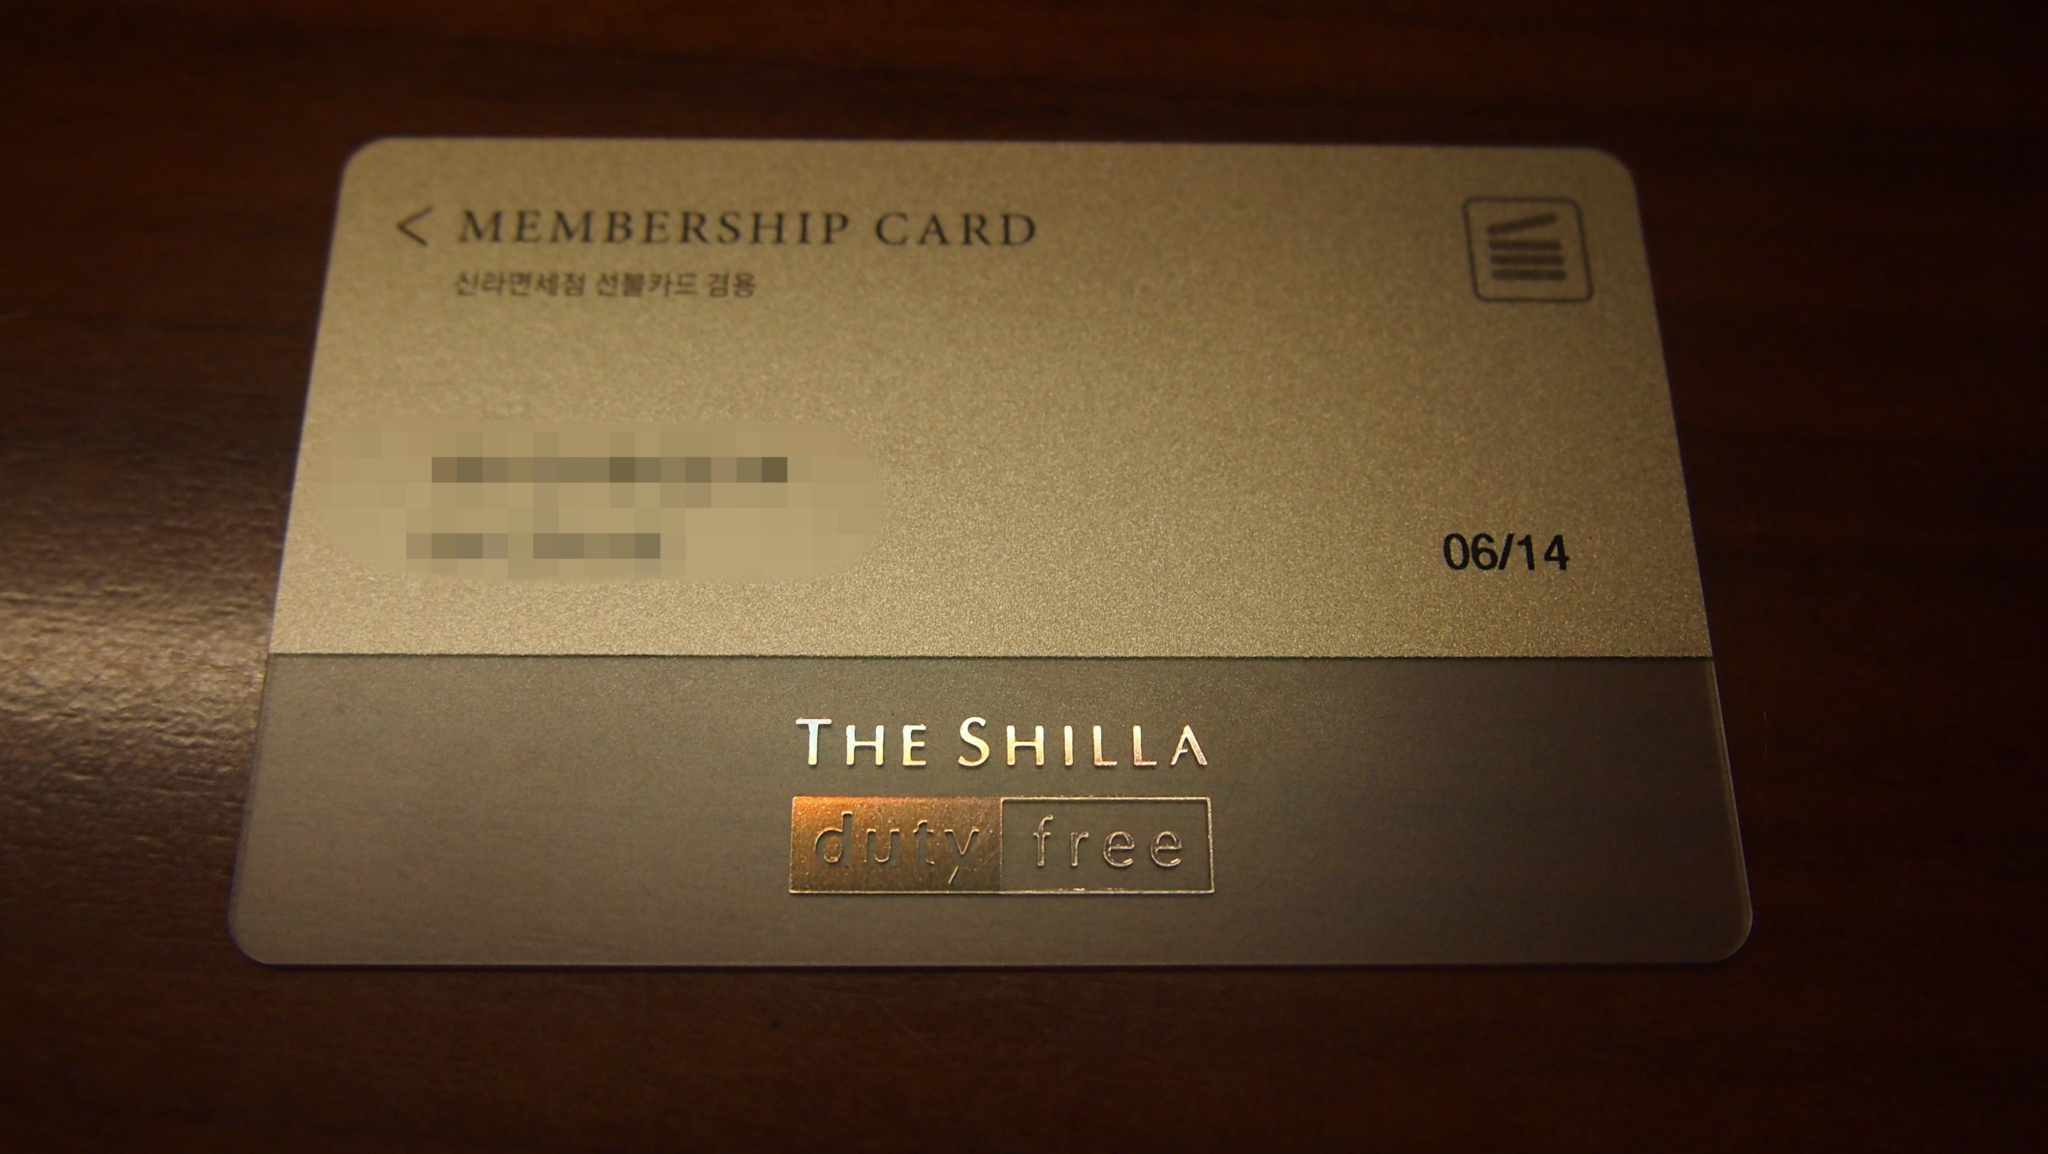 < MEMBERSHIP CARD
신라면세점 선불카드 겸용
06/14
THE SHILLA
duty free